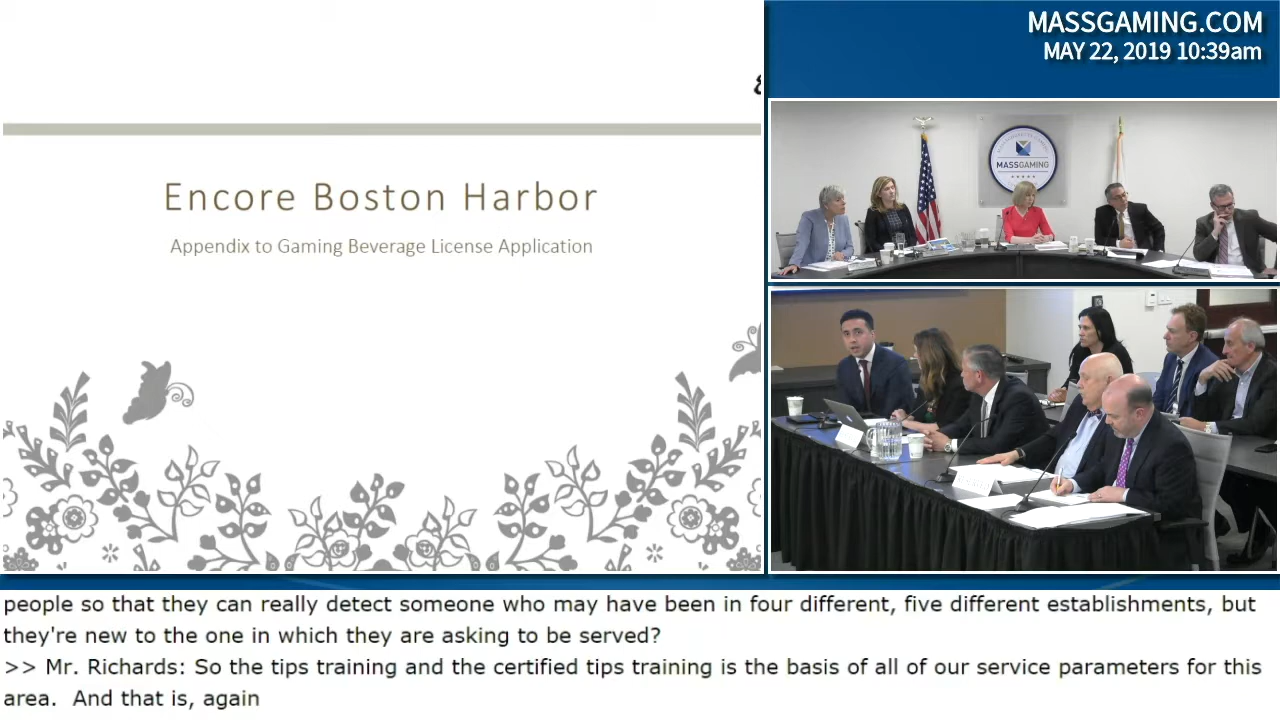 MASSGAMING.COM
MAY 22, 2019 10:39am
Encore Boston Harbor
Appendix to Gaming Beverage License Application
MASSGAMING
people so that they can really detect someone who may have been in four different, five different establishments, but
they're new to the one in which they are asking to be served?
>> Mr. Richards: So the tips training and the certified tips training is the basis of all of our service parameters for this
area.  And that is, again